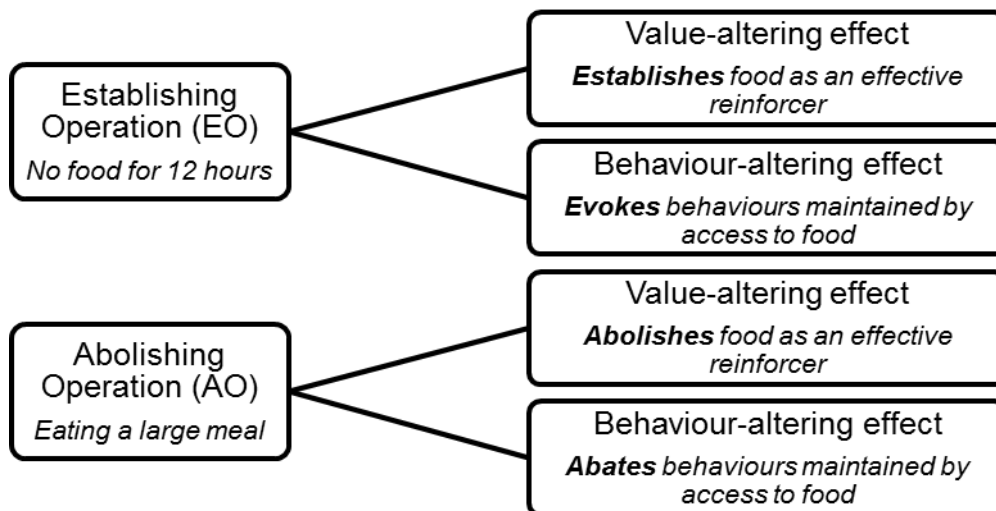 Establishing
Operation (EO)
No food for 12 hours
Value-altering effect
Establishes food as an effective
reinforcer
Behaviour-altering effect
Evokes behaviours maintained by
access to food
Abolishing
Operation (AO)
Eating a large meal
Value-altering effect
Abolishes food as an effective
reinforcer
Behaviour-altering effect
Abates behaviours maintained by
access to food